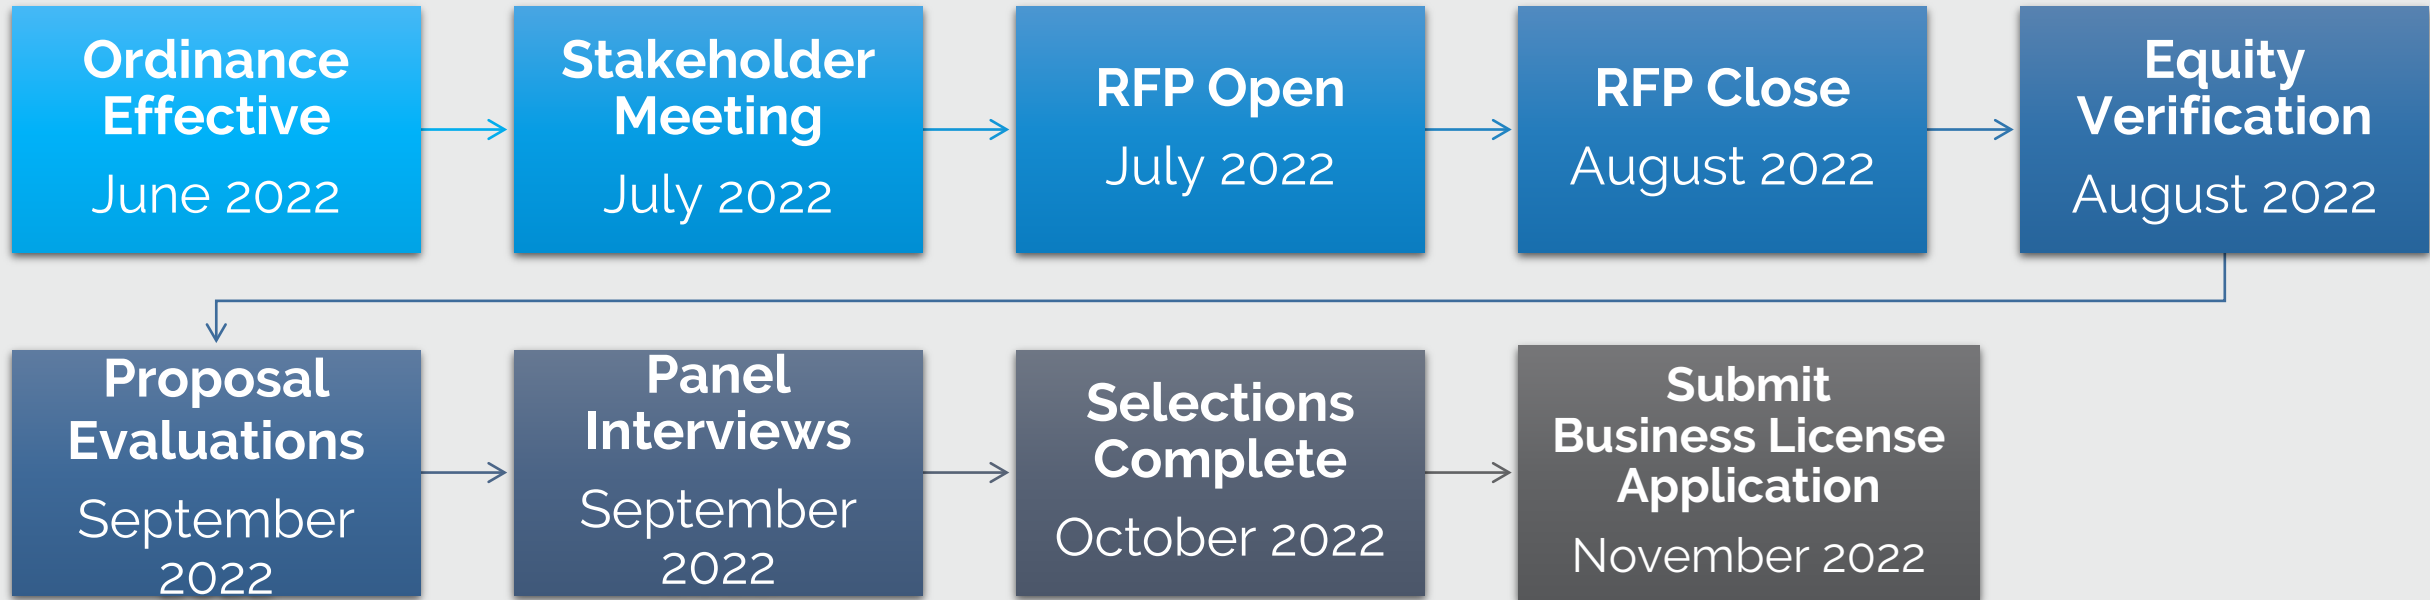 Ordinance
Effective
June 2022
Stakeholder
Meeting
July 2022
RFP Open
July 2022
RFP Close
August 2022
Equity
Verification
August 2022
Proposal
Evaluations
September
2022
Panel
Interviews
September
2022
Selections
Complete
October 2022
Submit
Business License
Application
November 2022